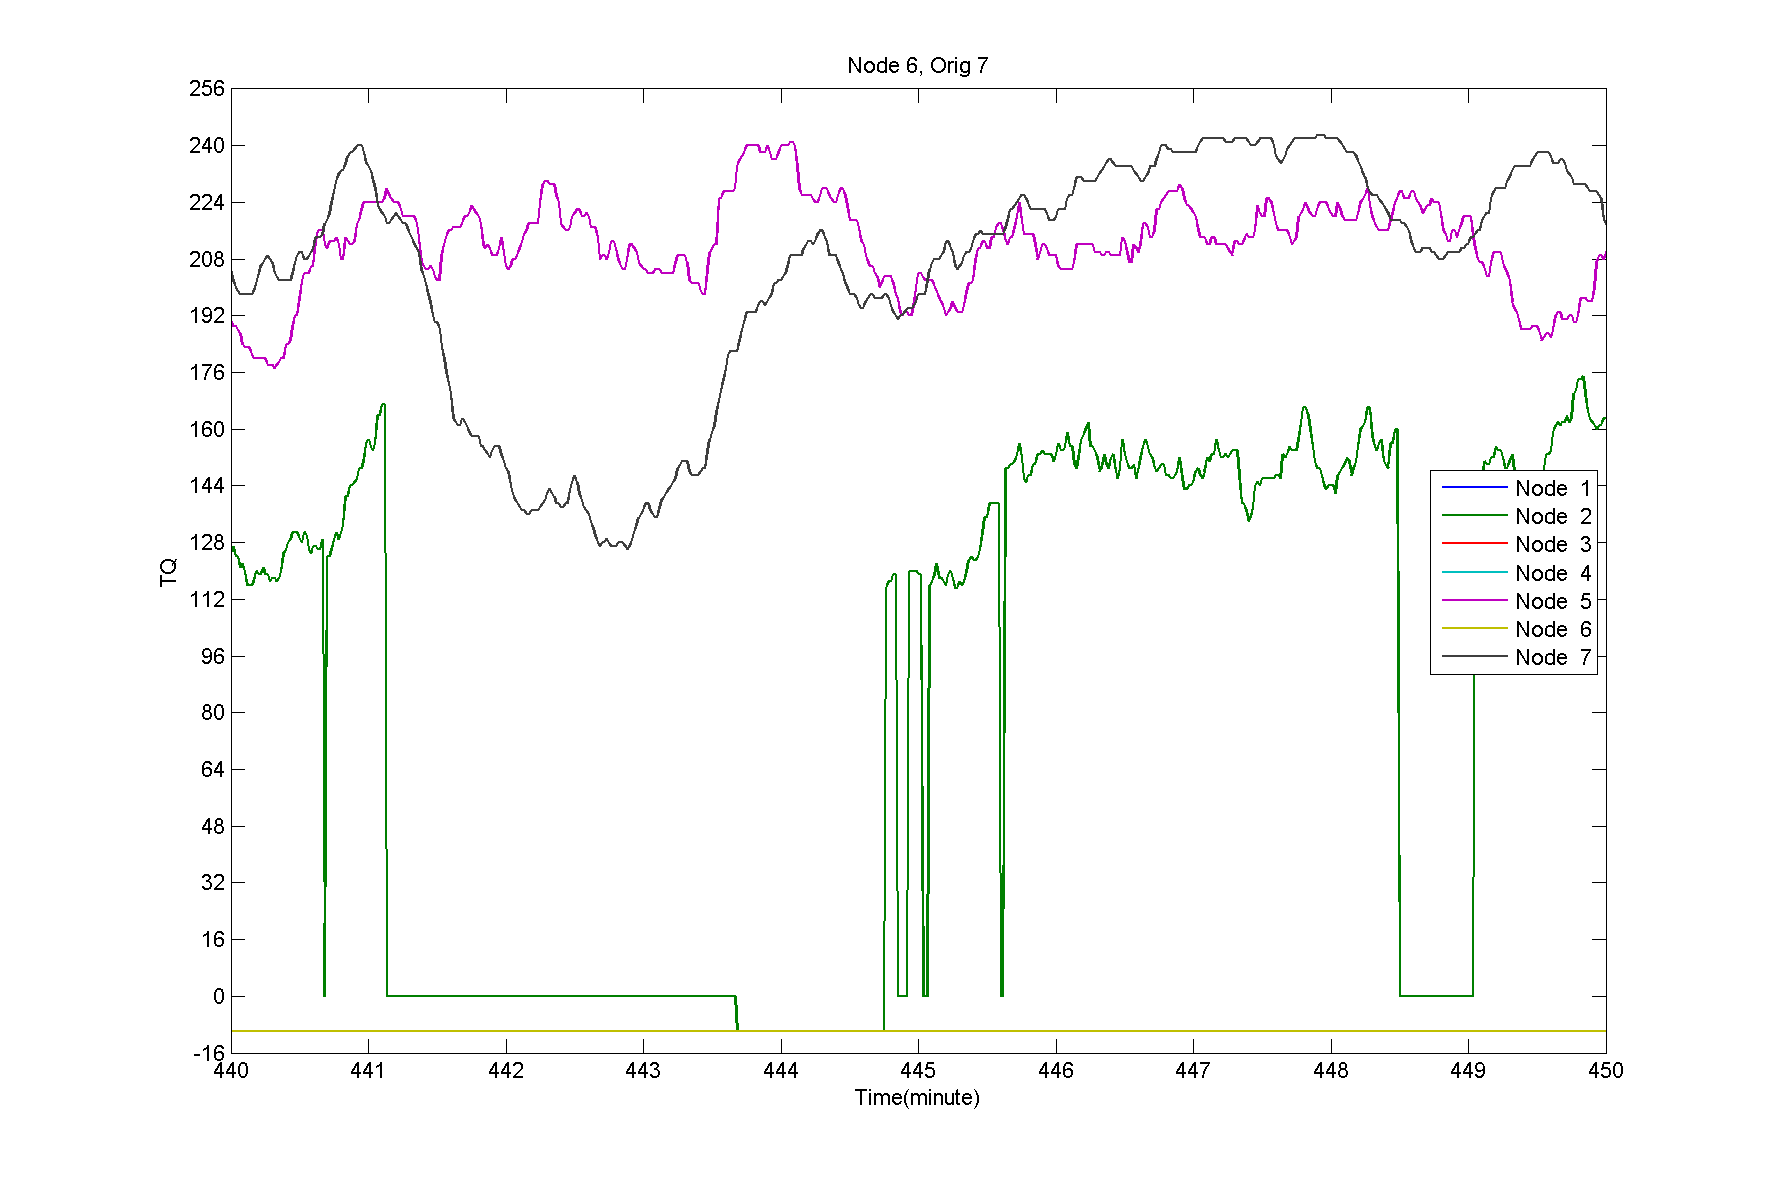 Node 6, Orig 7
256
240
224
208
192
176
160
144
128
112
96
80
64
48
32
16
0
-16
TQ
Node 1
Node 2
Node 3
Node 4
Node 5
Node 6
Node 7
440 441 442 443 444 445 446 447 448 449 450
Time(minute)